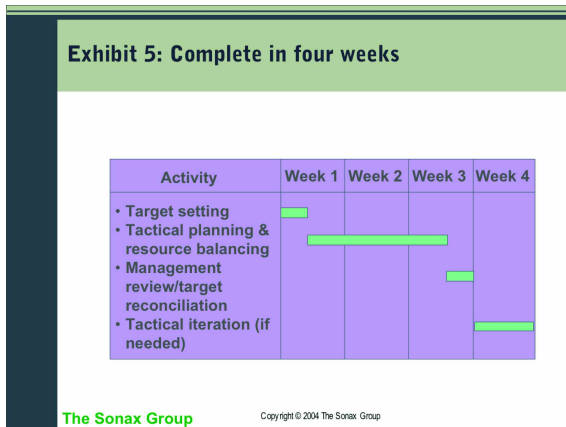 Exhibit 5: Complete in four weeks
Activity Week 1 Week 2 Week 3 Week 4
• Target setting
• Tactical planning &
resource balancing
• Management
review/target
reconciliation
• Tactical iteration (if
needed)
The Sonax Group Copyright © 2004 The Sonax Group